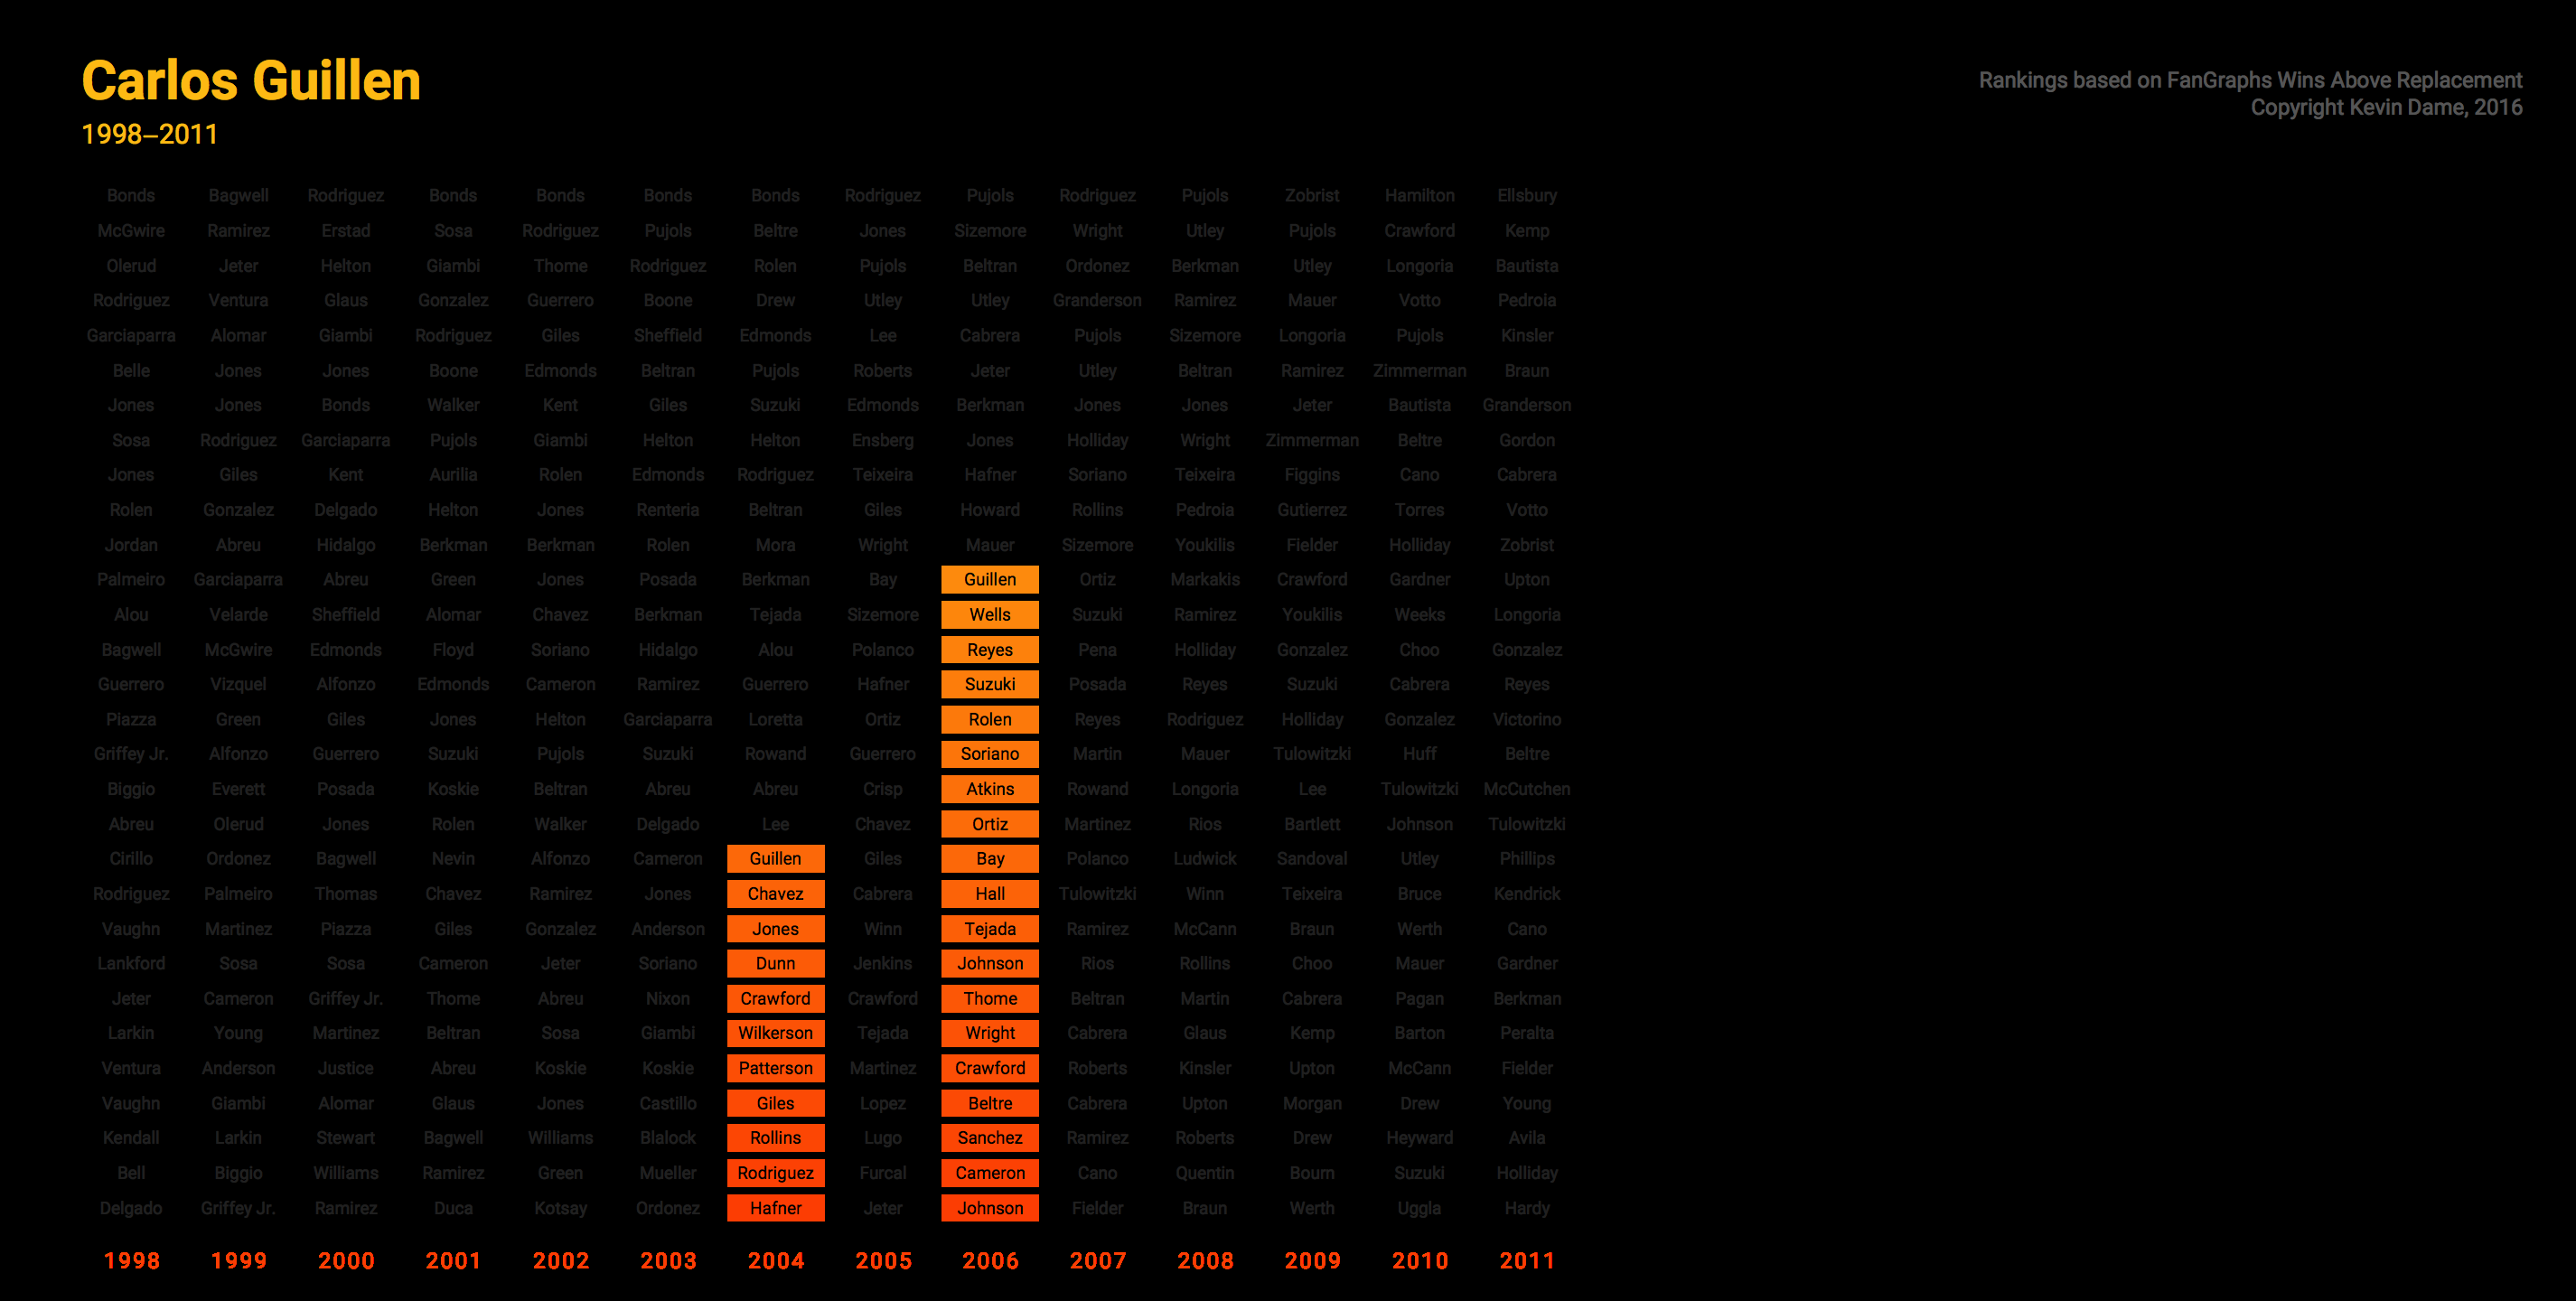 Carlos Guillen
1998–2011
Rankings based on FanGraphs Wins Above Replacement
Copyright Kevin Dame, 2016
Bonds Bagwell Rodriguez Bonds Bonds Bonds Bonds Rodriguez Pujols Rodriguez Pujols Zobrist Hamilton Ellsbury
McGwire Ramirez Erstad Sosa Rodriguez Pujols Beltre Jones Sizemore Wright Utley Pujols Crawford Kemp
Olerud Jeter Helton Giambi Thome Rodriguez Rolen Pujols Beltran Ordonez Berkman Utley Longoria Bautista
Rodriguez Ventura Glaus Gonzalez Guerrero Boone Drew Utley Utley Granderson Ramirez Mauer Votto Pedroia
Garciaparra Alomar Giambi Rodriguez Giles Sheffield Edmonds Lee Cabrera Pujols Sizemore Longoria Pujols Kinsler
Belle Jones Jones Boone Edmonds Beltran Pujols Roberts Jeter Utley Beltran Ramirez Zimmerman Braun
Jones Jones Bonds Walker Kent Giles Suzuki Edmonds Berkman Jones Jones Jeter Bautista Granderson
Sosa Rodriguez Garciaparra Pujols Giambi Helton Helton Ensberg Jones Holliday Wright Zimmerman Beltre Gordon
Jones Giles Kent Aurilia Rolen Edmonds Rodriguez Teixeira Hafner Soriano Teixeira Figgins Cano Cabrera
Rolen Gonzalez Delgado Helton Jones Renteria Beltran Giles Howard Rollins Pedroia Gutierrez Torres Votto
Jordan Abreu Hidalgo Berkman Berkman Rolen Mora Wright Mauer Sizemore Youkilis Fielder Holliday Zobrist
Palmeiro Garciaparra Abreu Green Jones Posada Berkman Bay Guillen Ortiz Markakis Crawford Gardner Upton
Alou Velarde Sheffield Alomar Chavez Berkman Tejada Sizemore Wells Suzuki Ramirez Youkilis Weeks Longoria
Bagwell McGwire Edmonds Floyd Soriano Hidalgo Alou Polanco Reyes Pena Holliday Gonzalez Choo Gonzalez
Guerrero Vizquel Alfonzo Edmonds Cameron Ramirez Guerrero Hafner Suzuki Posada Reyes Suzuki Cabrera Reyes
Piazza Green Giles Jones Helton Garciaparra Loretta Ortiz Rolen Reyes Rodriguez Holliday Gonzalez Victorino
Griffey Jr. Alfonzo Guerrero Suzuki Pujols Suzuki Rowand Guerrero Soriano Martin Mauer Tulowitzki Huff Beltre
Biggio Everett Posada Koskie Beltran Abreu Abreu Crisp Atkins Rowand Longoria Lee Tulowitzki McCutchen
Abreu Olerud Jones Rolen Walker Delgado Lee Chavez Ortiz Martinez Rios Bartlett Johnson Tulowitzki
Cirillo Ordonez Bagwell Nevin Alfonzo Cameron Guillen Giles Bay Polanco Ludwick Sandoval Utley Phillips
Rodriguez Palmeiro Thomas Chavez Ramirez Jones Chavez Cabrera Hall Tulowitzki Winn Teixeira Bruce Kendrick
Vaughn Martinez Piazza Giles Gonzalez Anderson Jones Winn Tejada Ramirez McCann Braun Werth Cano
Lankford Sosa Sosa Cameron Jeter Soriano Dunn Jenkins Johnson Rios Rollins Choo Mauer Gardner
Jeter Cameron Griffey Jr. Thome Abreu Nixon Crawford Crawford Thome Beltran Martin Cabrera Pagan Berkman
Larkin Young Martinez Beltran Sosa Giambi Wilkerson Tejada Wright Cabrera Glaus Kemp Barton Peralta
Ventura Anderson Justice Abreu Koskie Koskie Patterson Martinez Crawford Roberts Kinsler Upton McCann Fielder
Vaughn Giambi Alomar Glaus Jones Castillo Giles Lopez Beltre Cabrera Upton Morgan Drew Young
Kendall Larkin Stewart Bagwell Williams Blalock Rollins Lugo Sanchez Ramirez Roberts Drew Heyward Avila
Bell Biggio Williams Ramirez Green Mueller Rodriguez Furcal Cameron Cano Quentin Bourn Suzuki Holliday
Delgado Griffey Jr. Ramirez Duca Kotsay Ordonez Hafner Jeter Johnson Fielder Braun Werth Uggla Hardy
1998 1999 2000 2001 2002 2003 2004 2005 2006 2007 2008 2009 2010 2011